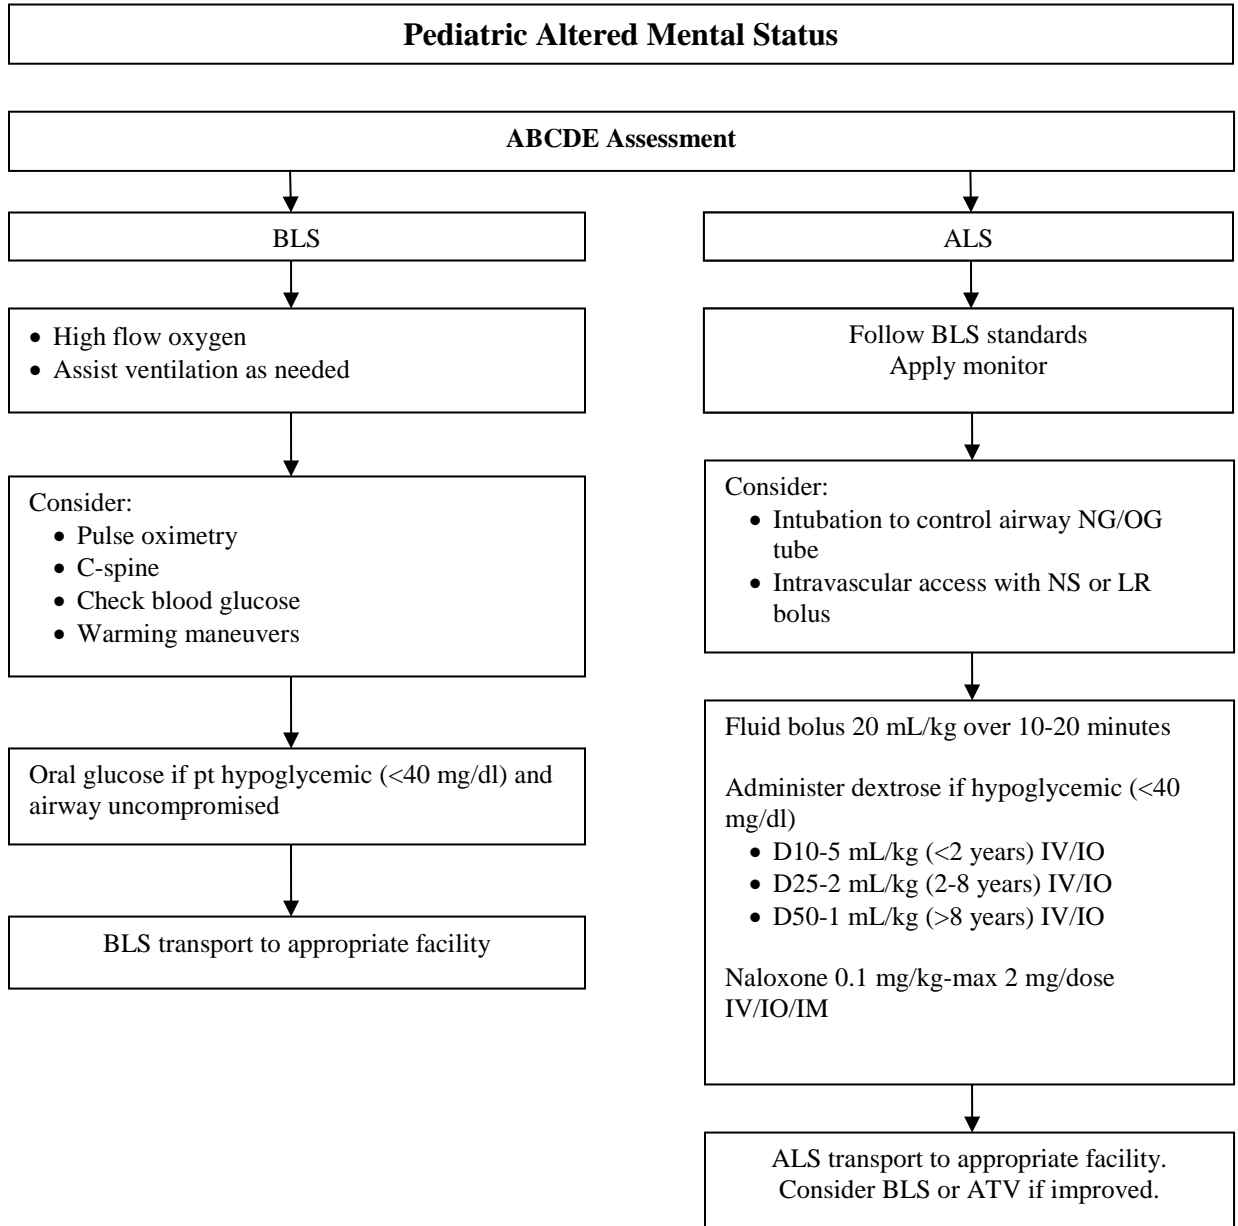 Pediatric Altered Mental Status
ABCDE Assessment
BLS
• High flow oxygen
• Assist ventilation as needed
Consider:
• Pulse oximetry
• C-spine
• Check blood glucose
• Warming maneuvers
Oral glucose if pt hypoglycemic (<40 mg/dl) and
airway uncompromised
BLS transport to appropriate facility
ALS
Follow BLS standards
Apply monitor
Consider:
• Intubation to control airway NG/OG
tube
• Intravascular access with NS or LR
bolus
Fluid bolus 20 mL/kg over 10-20 minutes
Administer dextrose if hypoglycemic (<40
mg/dl)
• D10-5 mL/kg (<2 years) IV/IO
• D25-2 mL/kg (2-8 years) IV/IO
• D50-1 mL/kg (>8 years) IV/IO
Naloxone 0.1 mg/kg-max 2 mg/dose
IV/IO/IM
ALS transport to appropriate facility.
Consider BLS or ATV if improved.